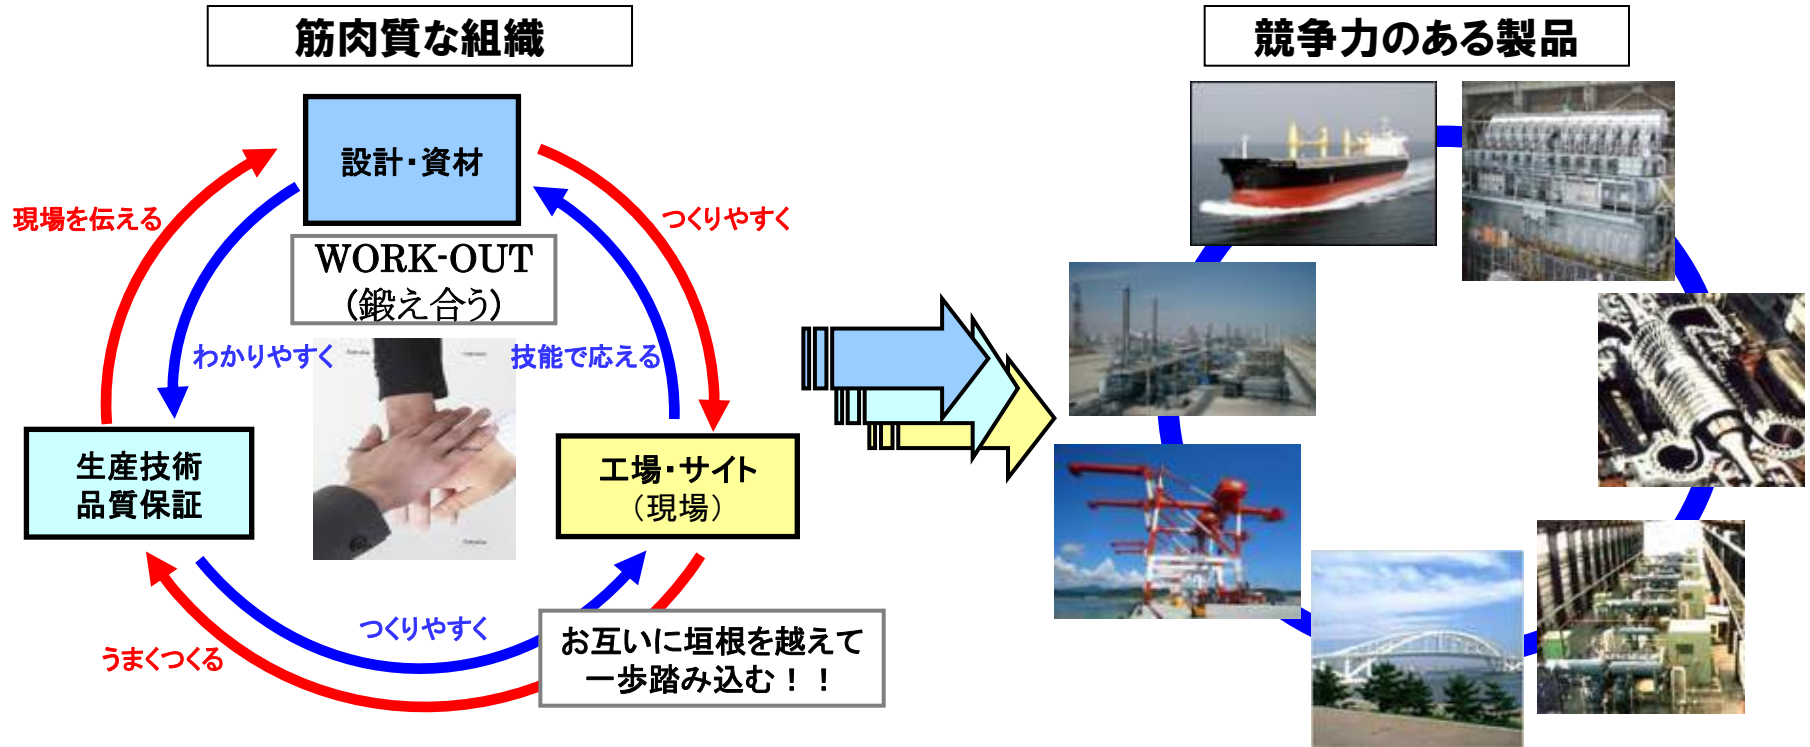 筋肉質な組織
競争力のある製品
設計・資材
現場を伝える
つくりやすく
WORK-OUT
(鍛え合う)
わかりやすく
技能で応える
生産技術
品質保証
工場・サイト
（現場）
つくりやすく
うまくつくる
お互いに垣根を越えて
一歩踏み込む！！